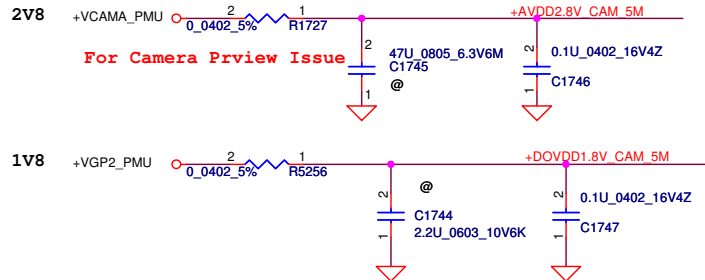 2V8 +VCAMA_PMU 2 1 +AVDD2.8V_CAM_5M
0_0402_5% R1727
For Camera Prview Issue
2 47U_0805_6.3V6M
C1745
@
1
2 0.1U_0402_16V4Z
C1746
1
1V8 +VGP2_PMU 2 1 +DOVDD1.8V_CAM_5M
0_0402_5% R5256
@
2
C1744
1 2.2U_0603_10V6K
2 0.1U_0402_16V4Z
1 C1747